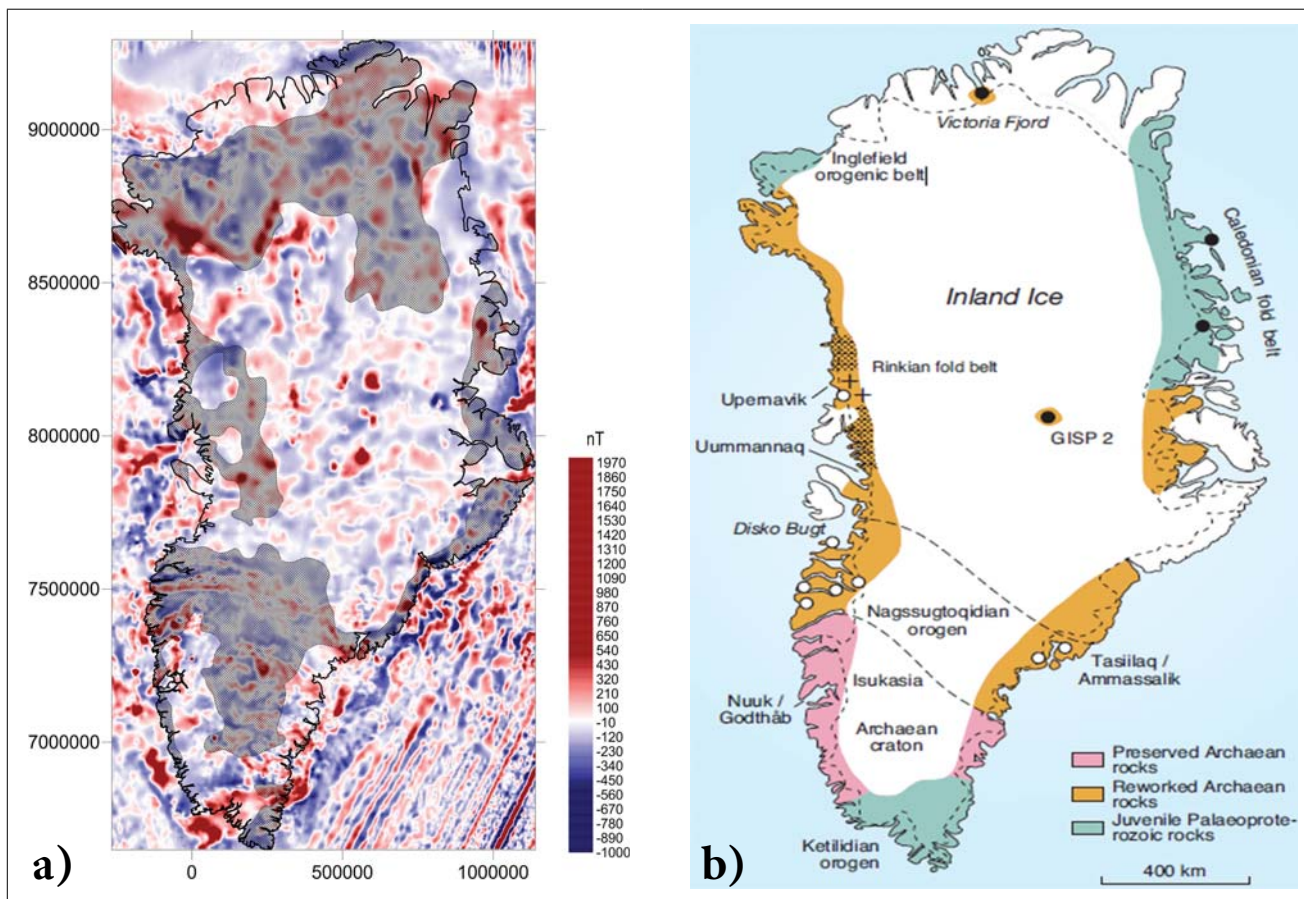 9000000
8500000
8000000
7500000
7000000
0
500000
1000000
nT
1970
1860
1750
1640
1530
1420
1310
1200
1090
980
870
760
650
540
430
320
210
100
-10
-120
-230
-340
-450
-560
-670
-780
-890
-1000
a)
Victoria Fjord
Inglefield
orogenic belt
Caledonian fold belt
Inland Ice
Rinkian fold belt
Upernavik
GISP 2
Uummannaq
Disko Bugt
Nagssugtoqidian
orogen
Tasiilaq /
Ammassalik
Isukasia
Nuuk /
Godthåb
Archaean
craton
Preserved Archaean
rocks
Reworked Archaean
rocks
Juvenile Palaeoprote-
rozoic rocks
Ketilidian
orogen
400 km
b)